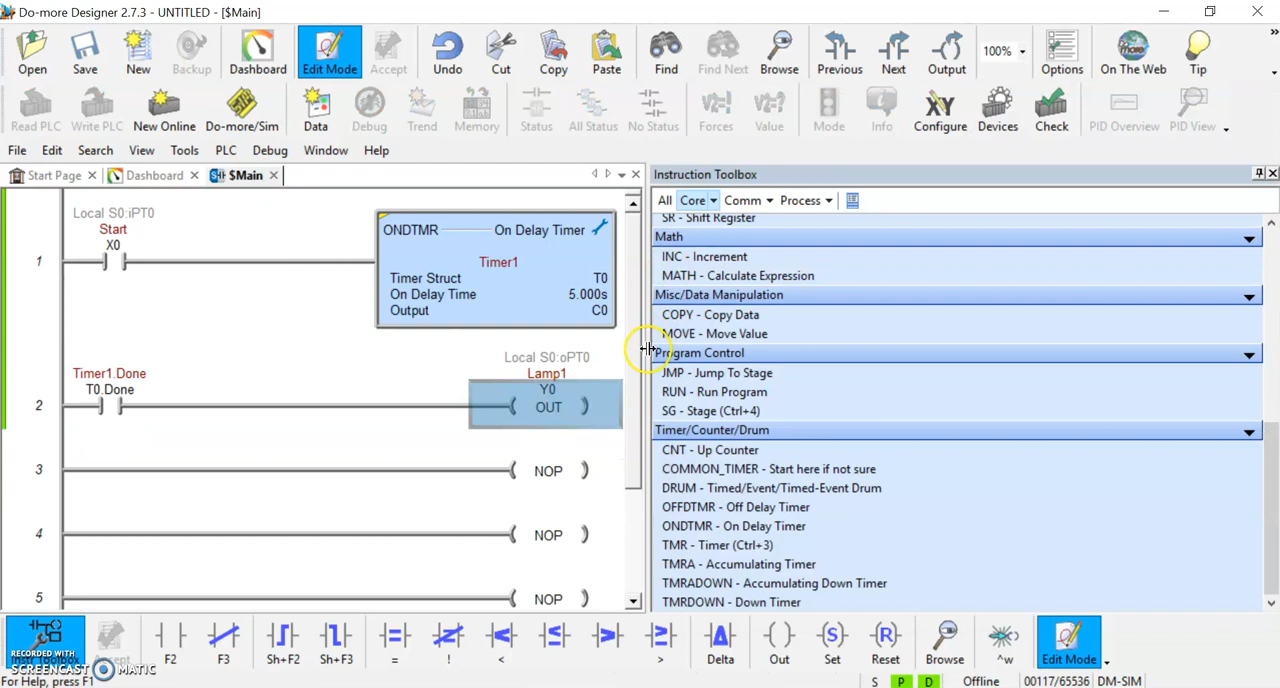 Do-more Designer 2.7.3 - UNTITLED - [$Main]
Open Save New Backup Dashboard Edit Mode Accept Undo Cut Copy Paste Find Find Next Browse Previous Next Output 100% Options On The Web Tip
Read PLC Write PLC New Online Do-more/Sim Data Debug Trend Memory Status All Status No Status Forces Value Mode Info Configure Devices Check PID Overview PID View
File Edit Search View Tools PLC Debug Window Help
Start Page Dashboard $Main
Instruction Toolbox
All Core Comm Process
Local S0:iPT0
Start
X0
1
ONDTMR On Delay Timer
Timer1
Timer Struct T0
On Delay Time 5.000s
Output C0
Timer1.Done
T0.Done
Local S0:oPT0
Lamp1
Y0
2 OUT
3 NOP
4 NOP
5 NOP
SR - Shift Register
Math
INC - Increment
MATH - Calculate Expression
Misc/Data Manipulation
COPY - Copy Data
MOVE - Move Value
Program Control
JMP - Jump To Stage
RUN - Run Program
SG - Stage (Ctrl+4)
Timer/Counter/Drum
CNT - Up Counter
COMMON_TIMER - Start here if not sure
DRUM - Timed/Event/Timed-Event Drum
OFFDTMR - Off Delay Timer
ONDTMR - On Delay Timer
TMR - Timer (Ctrl+3)
TMRA - Accumulating Timer
TMRADOWN - Accumulating Down Timer
TMRDOWN - Down Timer
F2 F3 Sh+F2 Sh+F3 = ! < > Delta Out Set Reset Browse ^w Edit Mode
RECORDED WITH
SCREENCAST MATIC
For Help, press F1
S P D Offline 00117/65536 DM-SIM